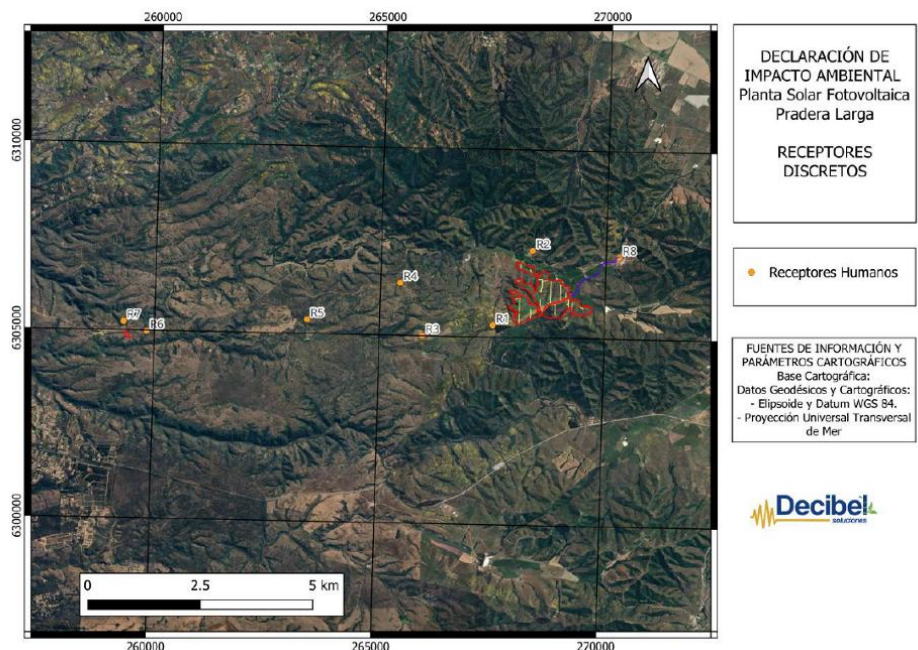 260000
265000
270000
6310000
6305000
6300000
R2
R8
R4
R7
R6
R5
R3
R1
0
2.5
5 km
260000
265000
270000
DECLARACIÓN DE
IMPACTO AMBIENTAL
Planta Solar Fotovoltaica
Pradera Larga
RECEPTORES
DISCRETOS
Receptores Humanos
FUENTES DE INFORMACIÓN Y
PARÁMETROS CARTOGRÁFICOS
Base Cartográfica:
Datos Geodésicos y Cartográficos:
- Elipsoide y Datum WGS 84.
- Proyección Universal Transversal
de Mer
Decibel
soluciones